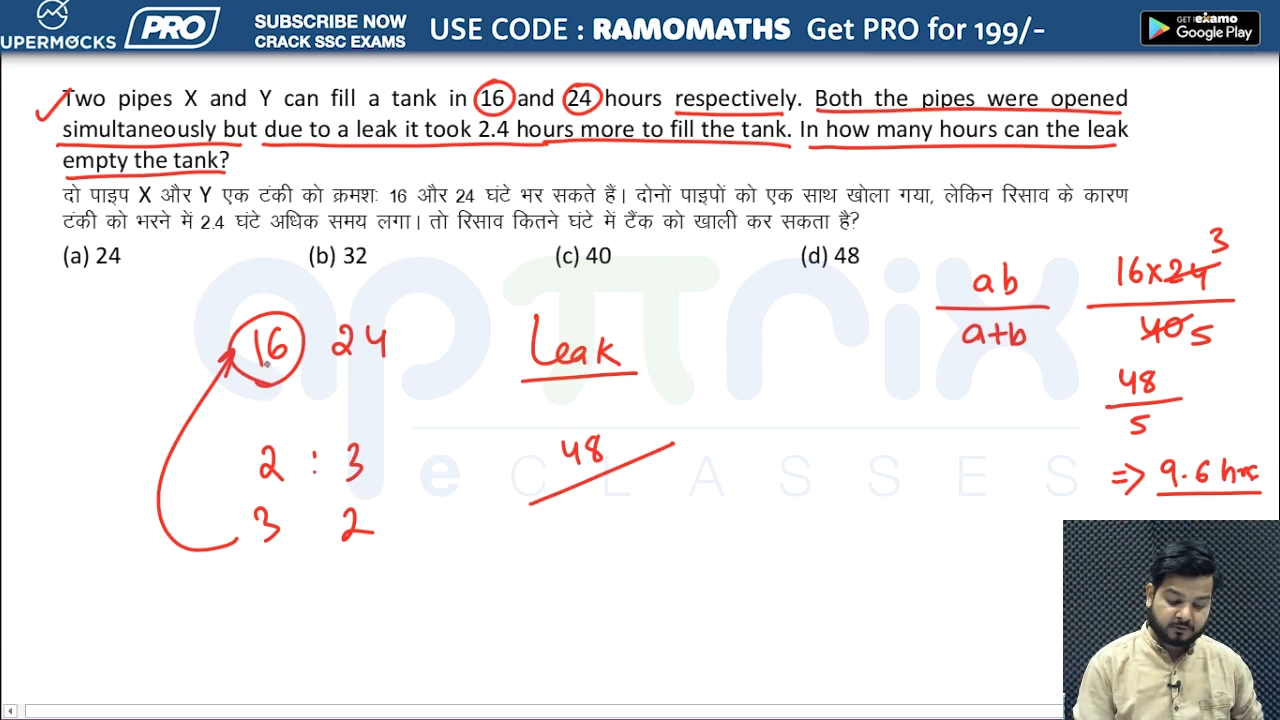 SUPERMOCKS PRO SUBSCRIBE NOW
CRACK SSC EXAMS
USE CODE : RAMOMATHS Get PRO for 199/-
GET IT examo
Google Play
Two pipes X and Y can fill a tank in 16 and 24 hours respectively. Both the pipes were opened
simultaneously but due to a leak it took 2.4 hours more to fill the tank. In how many hours can the leak
empty the tank?
दो पाइप X और Y एक टंकी को क्रमशः 16 और 24 घंटे भर सकते हैं। दोनों पाइपों को एक साथ खोला गया, लेकिन रिसाव के कारण
टंकी को भरने में 2.4 घंटे अधिक समय लगा। तो रिसाव कितने घंटे में टैंक को खाली कर सकता है?
(a) 24 (b) 32 (c) 40 (d) 48
ab
a+b
16×24 3
40 5
48
5
=> 9.6 hrs
16 24
Leak
2 : 3
48
3 2
apπrix
eCLASSES